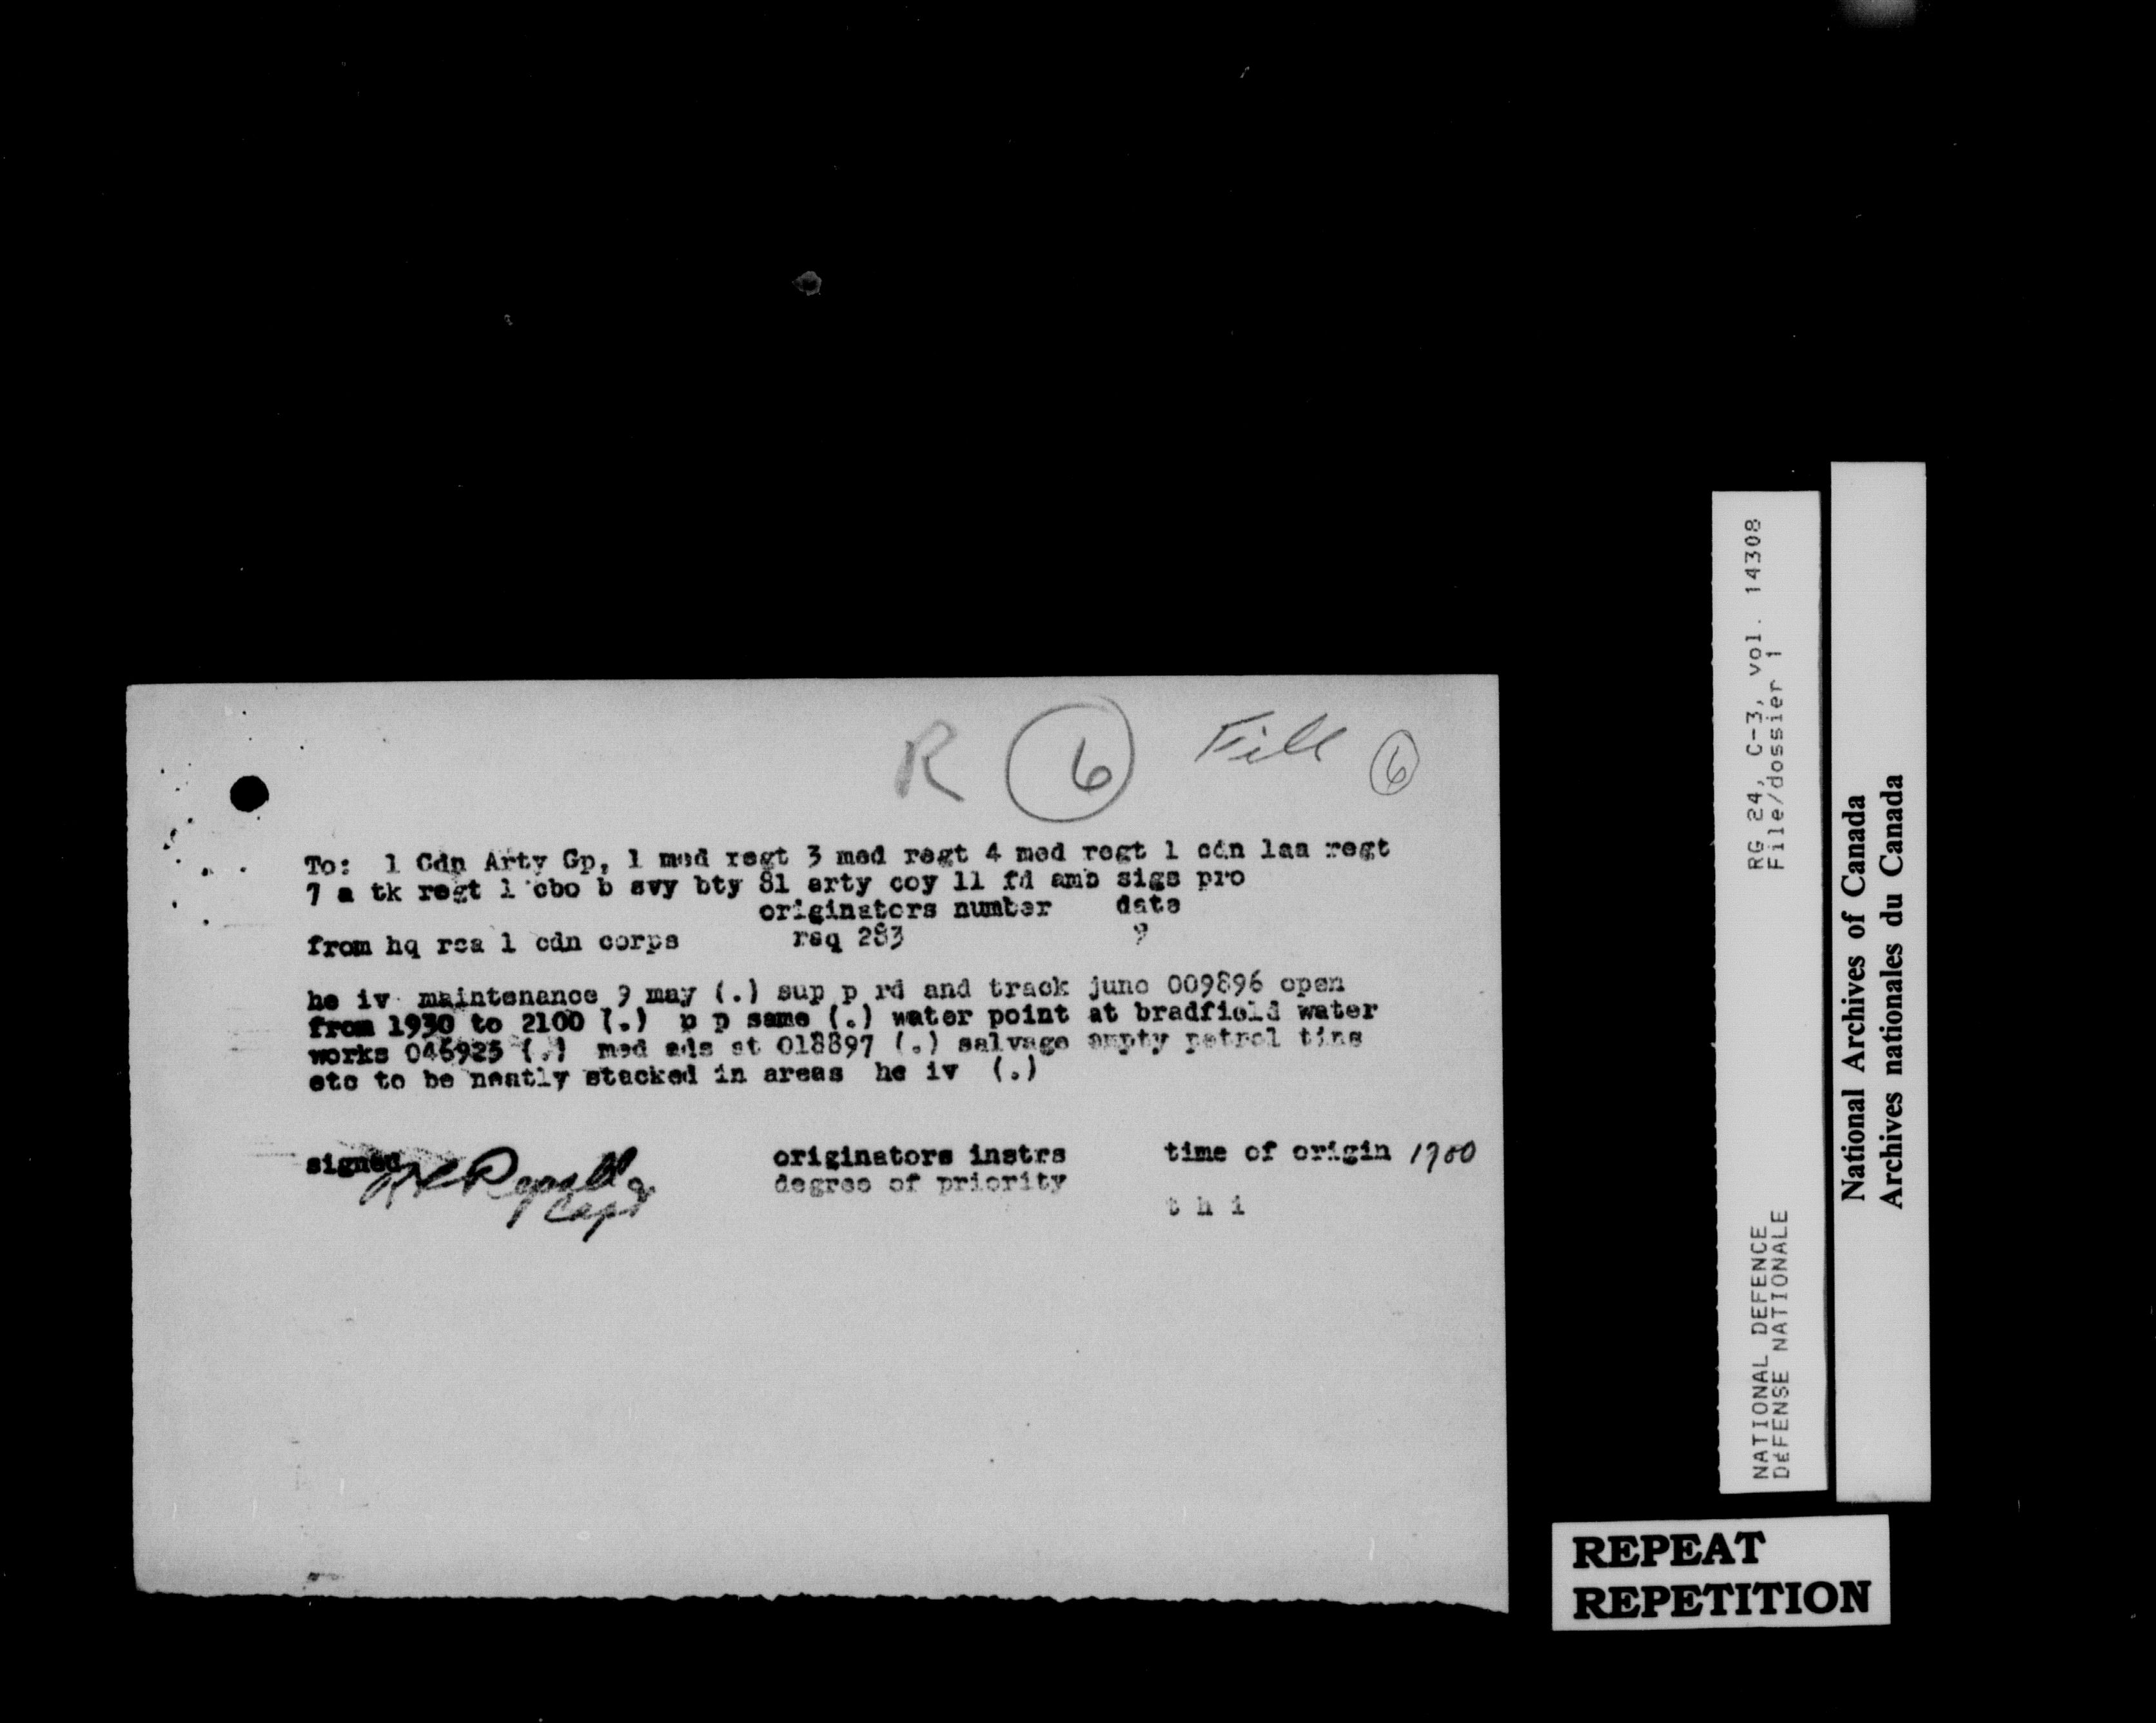 R 6 File 6
To: 1 Cdn Arty Gp, 1 med regt 3 med regt 4 med regt 1 cdn laa regt
7 a tk regt 1 cbo b svy bty 81 arty coy 11 fd amb sigs pro
originators number date
from hq rca 1 cdn corps raq 283 9
he iv maintenance 9 may (.) sup p rd and track junc 009896 open
from 1930 to 2100 (.) p p same (.) water point at bradfield water
works 046925 (.) med ads at 018897 (.) salvage empty petrol tins
etc to be neatly stacked in areas he iv (.)
signed originators instrs time of origin 1900
Capt degree of priority
t h i
RG 24, C-3, vol. 14308
File/dossier 1
NATIONAL DEFENCE
DÉFENSE NATIONALE
National Archives of Canada
Archives nationales du Canada
REPEAT
REPETITION